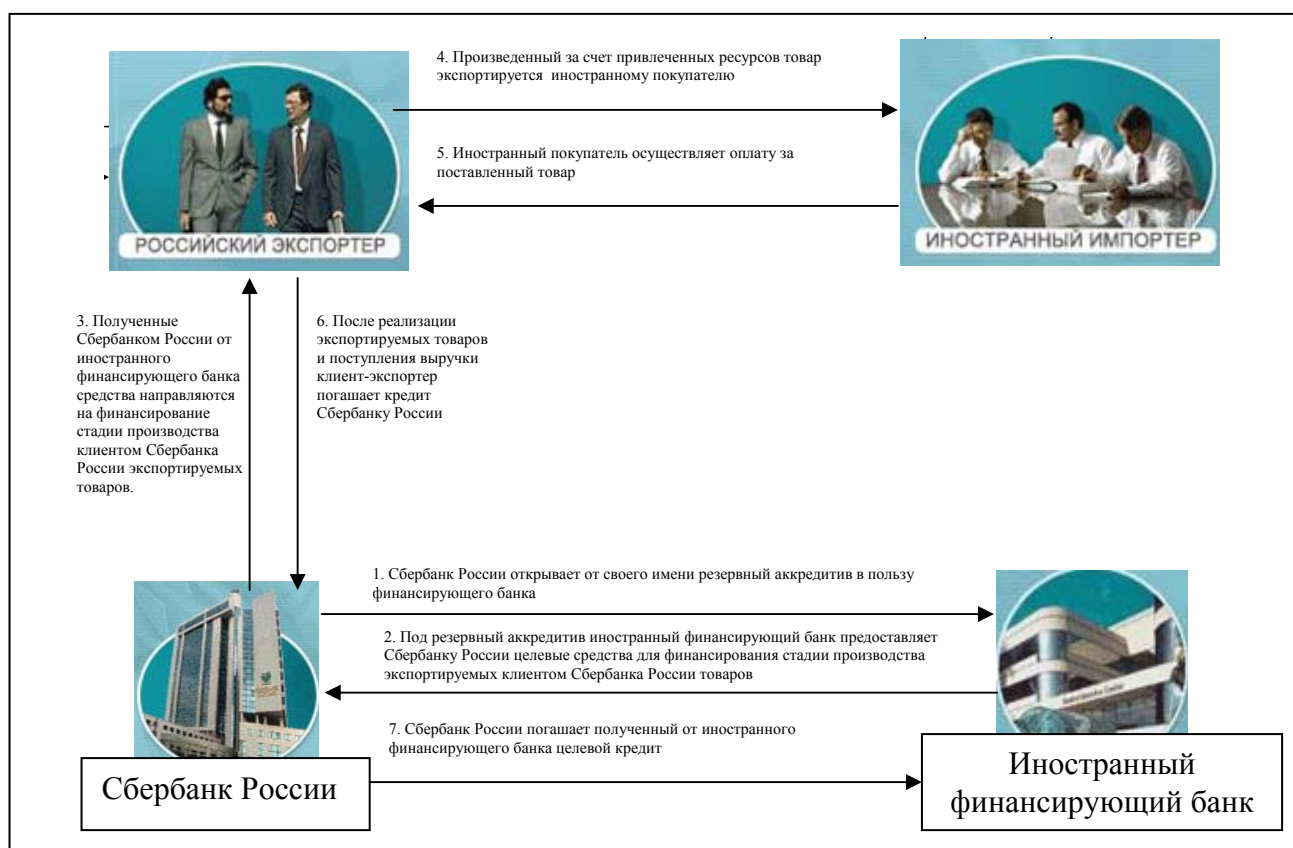 4. Произведенный за счет привлеченных ресурсов товар
экспортируется иностранному покупателю
5. Иностранный покупатель осуществляет оплату за
поставленный товар
РОССИЙСКИЙ ЭКСПОРТЕР
ИНОСТРАННЫЙ ИМПОРТЕР
3. Полученные
Сбербанком России от
иностранного
финансирующего банка
средства направляются
на финансирование
стадии производства
клиентом Сбербанка
России экспортируемых
товаров.
6. После реализации
экспортируемых товаров
и поступления выручки
клиент-экспортер
погашает кредит
Сбербанку России
1. Сбербанк России открывает от своего имени резервный аккредитив в пользу
финансирующего банка
2. Под резервный аккредитив иностранный финансирующий банк предоставляет
Сбербанку России целевые средства для финансирования стадии производства
экспортируемых клиентом Сбербанка России товаров
7. Сбербанк России погашает полученный от иностранного
финансирующего банка целевой кредит
Сбербанк России
Иностранный
финансирующий банк